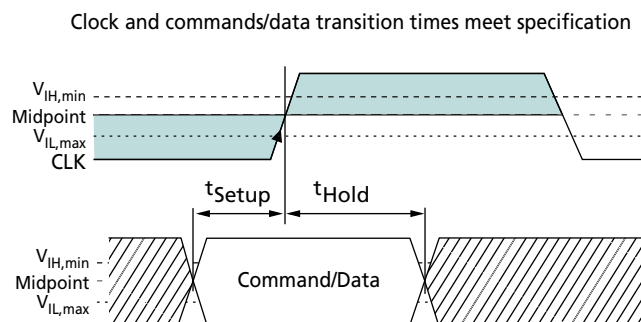 Clock and commands/data transition times meet specification
VIH,min
Midpoint
VIL,max
CLK
tSetup
tHold
VIH,min
Midpoint
VIL,max
Command/Data